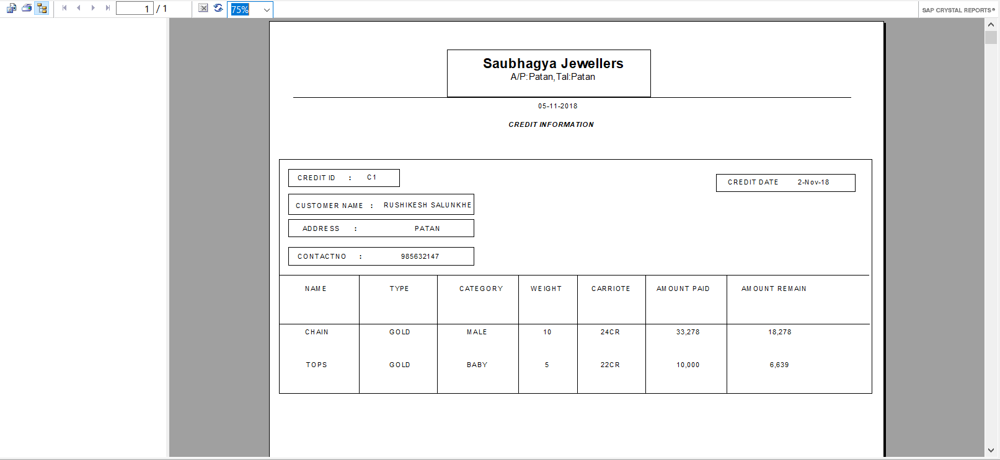 1 / 1 75% SAP CRYSTAL REPORTS®
Saubhagya Jewellers
A/P:Patan,Tal:Patan
05-11-2018
CREDIT INFORMATION
CREDIT ID : C1
CREDIT DATE 2-Nov-18
CUSTOMER NAME : RUSHIKESH SALUNKHE
ADDRESS : PATAN
CONTACTNO : 985632147
NAME TYPE CATEGORY WEIGHT CARRIOTE AMOUNT PAID AMOUNT REMAIN
CHAIN GOLD MALE 10 24CR 33,278 18,278
TOPS GOLD BABY 5 22CR 10,000 6,639